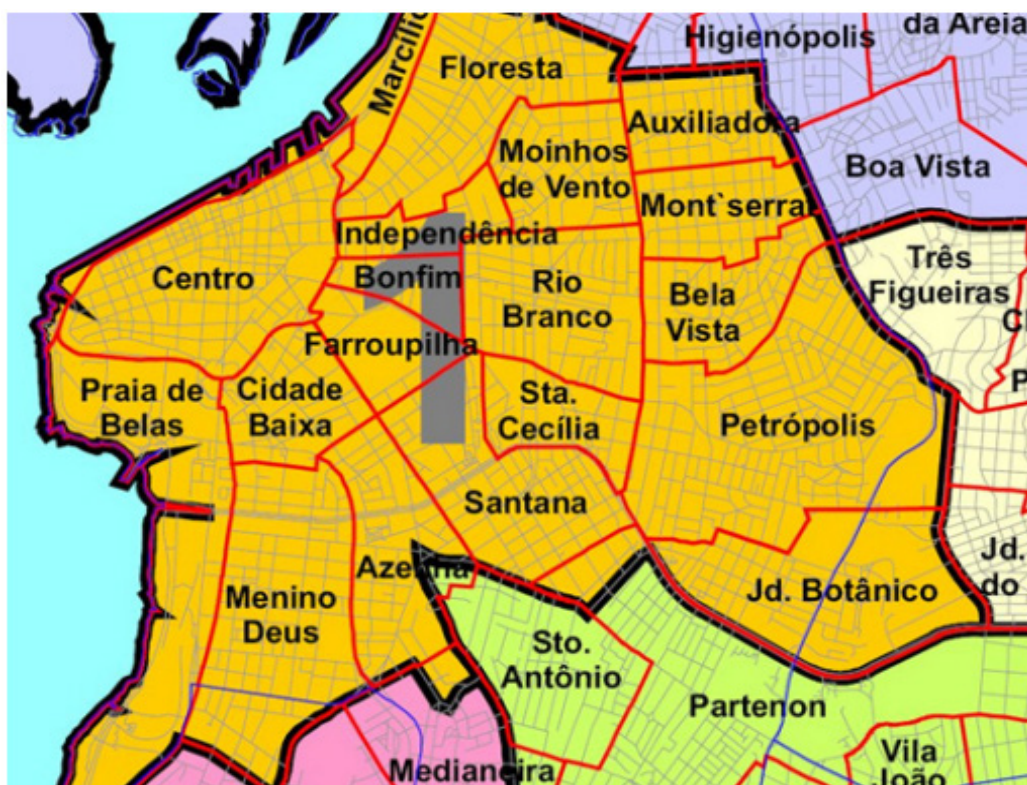 da Areia
Higienópolis
Marcílio
Floresta
Auxiliadora
Moinhos
de Vento
Boa Vista
Mont`serra
Independência
Centro
Bonfim
Rio
Branco
Bela
Vista
Três
Figueiras
C
1
Farroupilha
Praia de
Belas
Cidade
Baixa
Sta.
Cecília
P
Petrópolis
Santana
Azenha
Menino
Deus
Jd. Botânico
Jd.
do
Sto.
Antônio
Partenon
Medianeira
Vila
João